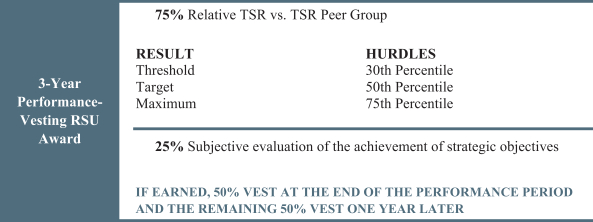 3-Year
Performance-
Vesting RSU
Award
75% Relative TSR vs. TSR Peer Group
RESULT HURDLES
Threshold 30th Percentile
Target 50th Percentile
Maximum 75th Percentile
25% Subjective evaluation of the achievement of strategic objectives
IF EARNED, 50% VEST AT THE END OF THE PERFORMANCE PERIOD
AND THE REMAINING 50% VEST ONE YEAR LATER